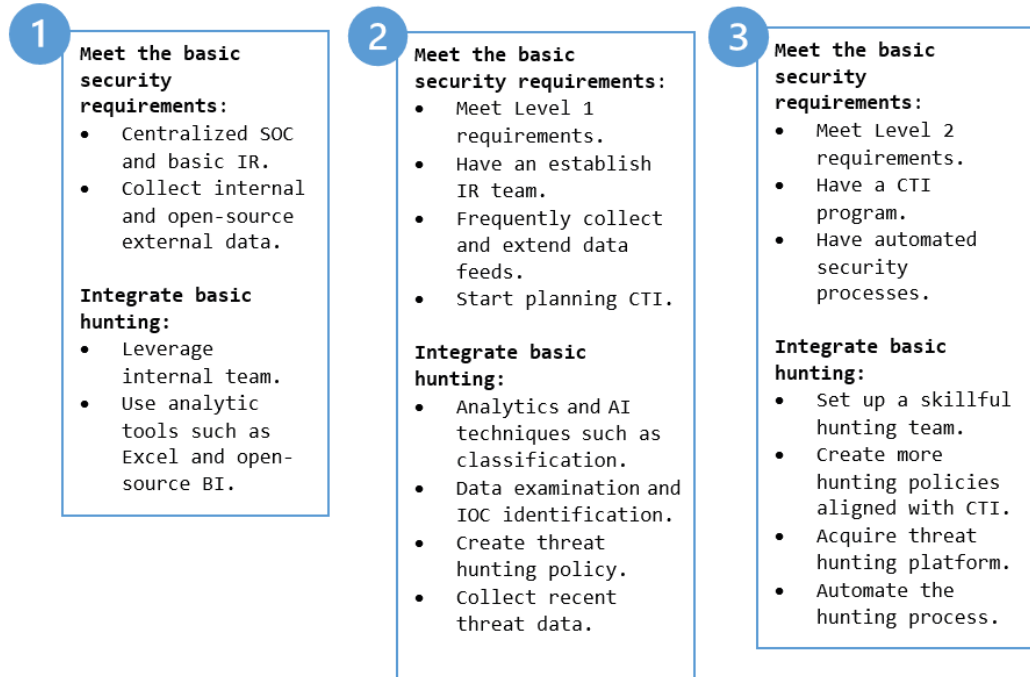 1
Meet the basic
security
requirements:
• Centralized SOC
and basic IR.
• Collect internal
and open-source
external data.
Integrate basic
hunting:
• Leverage
internal team.
• Use analytic
tools such as
Excel and open-
source BI.
2
Meet the basic
security requirements:
• Meet Level 1
requirements.
• Have an establish
IR team.
• Frequently collect
and extend data
feeds.
• Start planning CTI.
Integrate basic
hunting:
• Analytics and AI
techniques such as
classification.
• Data examination and
IOC identification.
• Create threat
hunting policy.
• Collect recent
threat data.
3
Meet the basic
security
requirements:
• Meet Level 2
requirements.
• Have a CTI
program.
• Have automated
security
processes.
Integrate basic
hunting:
• Set up a skillful
hunting team.
• Create more
hunting policies
aligned with CTI.
• Acquire threat
hunting platform.
• Automate the
hunting process.